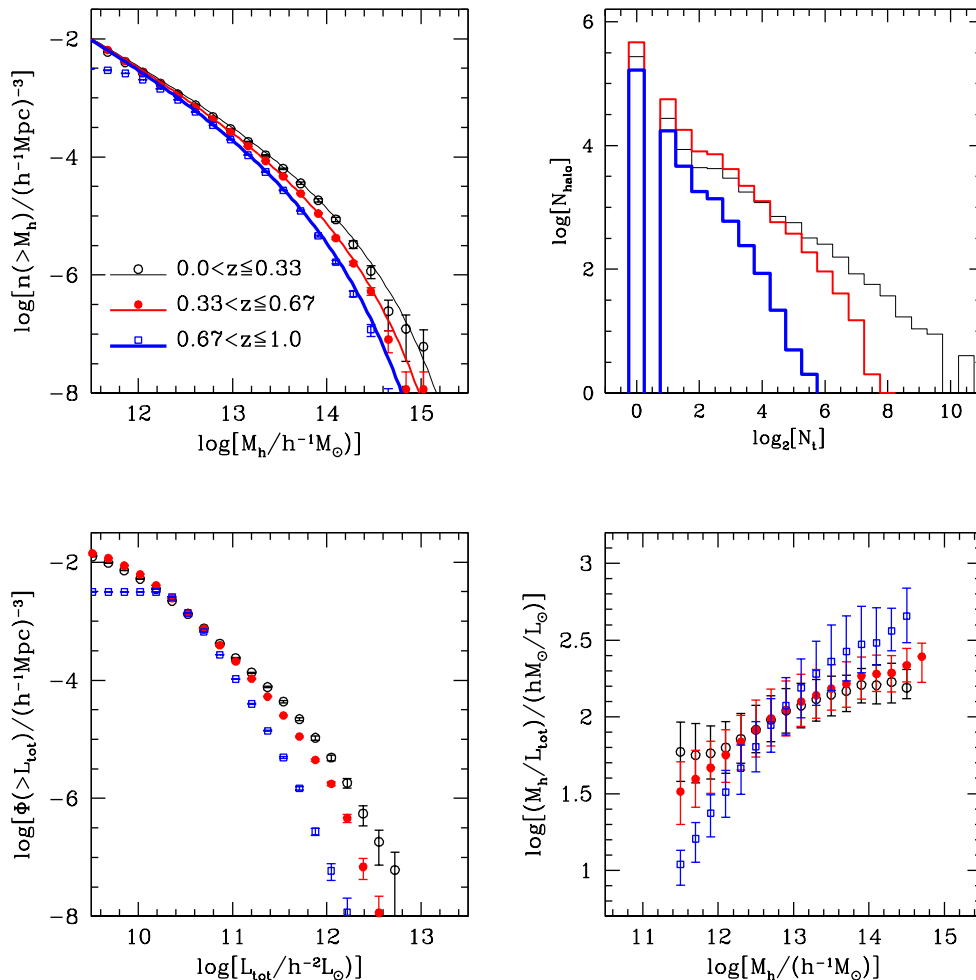 -2
-4
-6
-8
log[n(>M_h)/(h⁻¹Mpc)⁻³]
0.0<z≦0.33
0.33<z≦0.67
0.67<z≦1.0
12 13 14 15
log[M_h/h⁻¹M_⊙]
6
4
2
0
log[N_halo]
0 2 4 6 8 10
log₂[N_t]
-2
-4
-6
-8
log[Φ(>L_tot)/(h⁻¹Mpc)⁻³]
10 11 12 13
log[L_tot/h⁻²L_⊙]
3
2.5
2
1.5
1
log[(M_h/L_tot)/(hM_⊙/L_⊙)]
11 12 13 14 15
log[M_h/(h⁻¹M_⊙)]